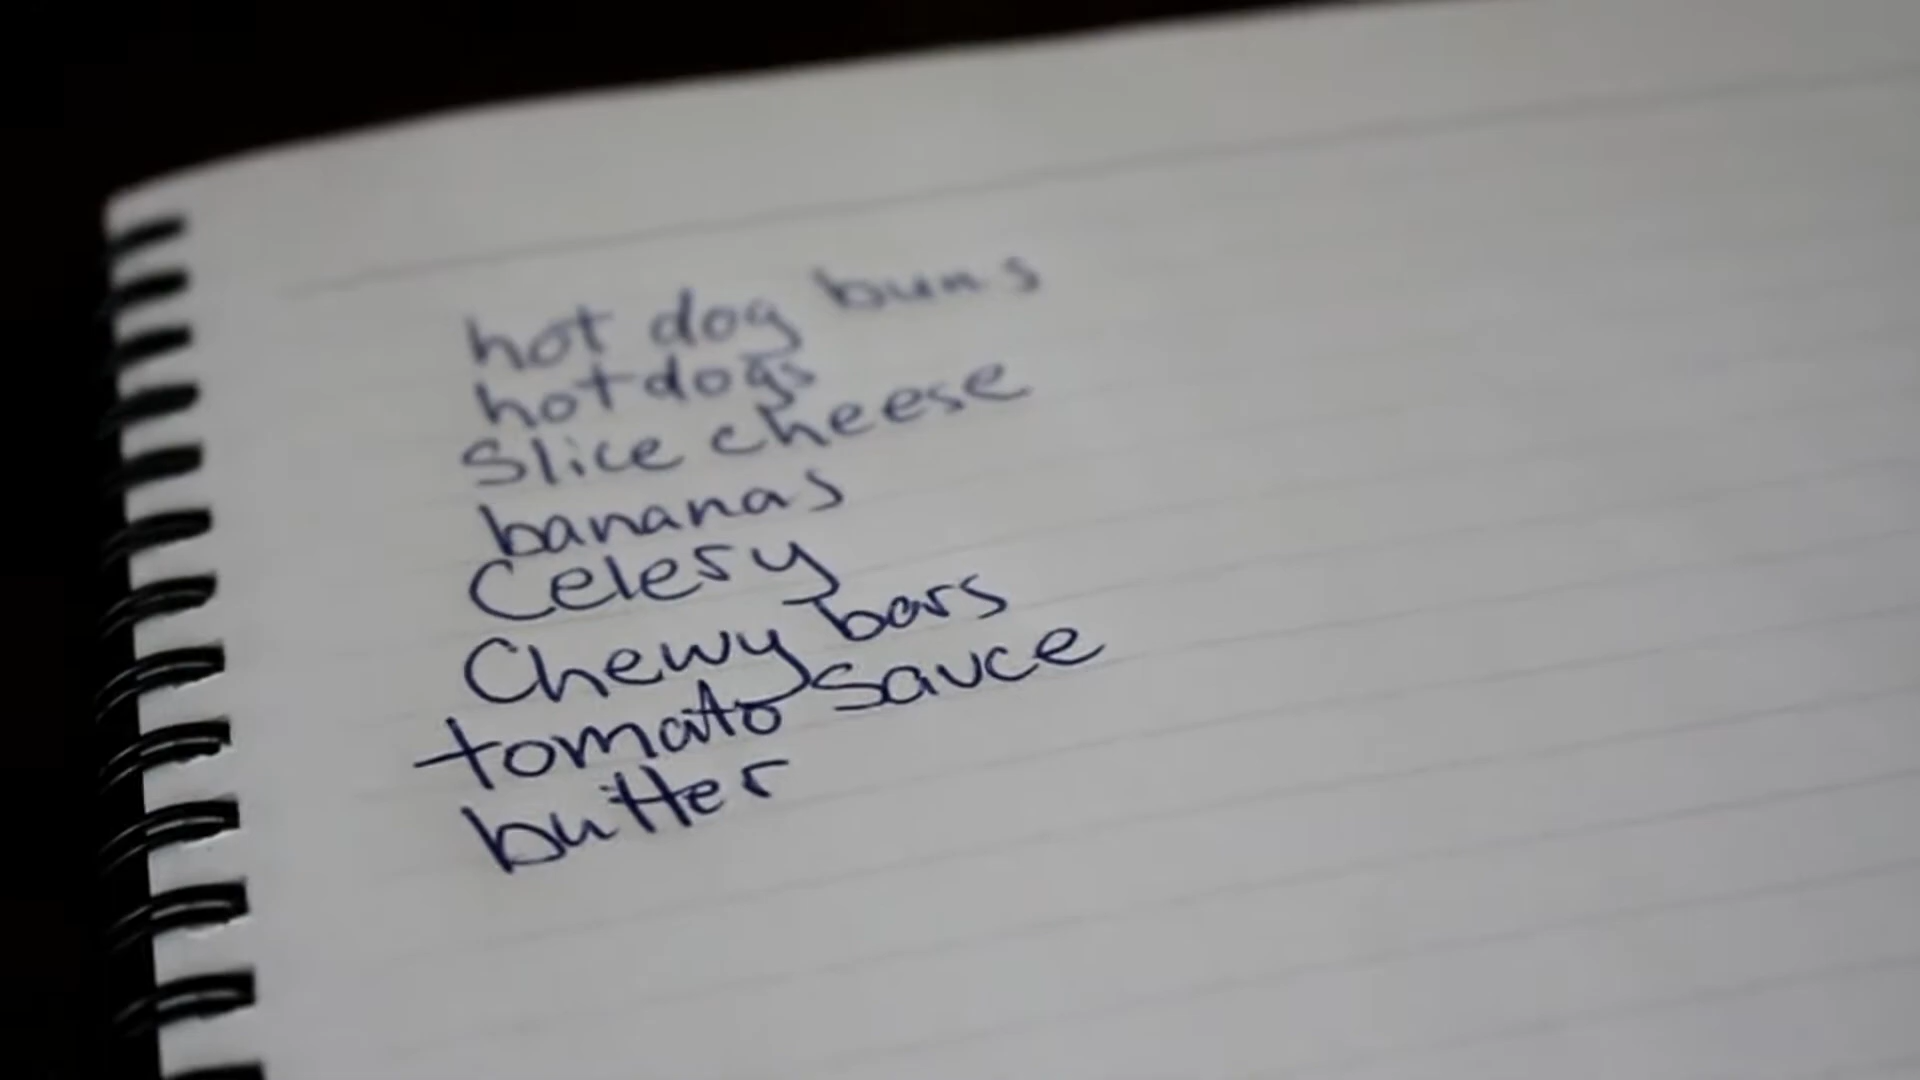 hot dog buns
hotdogs
Slice cheese
bananas
Celery
Chewy bars
tomato sauce
butter